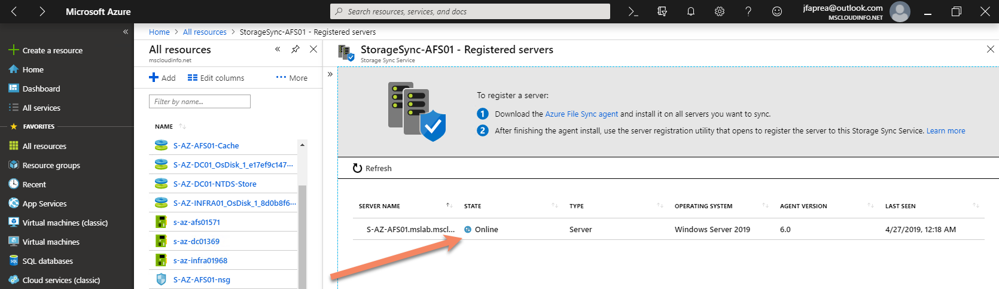 Microsoft Azure
Search resources, services, and docs
jfaprea@outlook.com
MSCLOUDINFO.NET
Create a resource
Home
Dashboard
All services
FAVORITES
All resources
Resource groups
Recent
App Services
Virtual machines (classic)
Virtual machines
SQL databases
Cloud services (classic)
Home > All resources > StorageSync-AFS01 - Registered servers
All resources
mscloudinfo.net
Add Edit columns ··· More
Filter by name...
NAME
S-AZ-AFS01-Cache
S-AZ-DC01_OsDisk_1_e17ef9c147···
S-AZ-DC01-NTDS-Store
S-AZ-INFRA01_OsDisk_1_8d0b8f6···
s-az-afs01571
s-az-dc01369
s-az-infra01968
S-AZ-AFS01-nsg
StorageSync-AFS01 - Registered servers
Storage Sync Service
To register a server:
1 Download the Azure File Sync agent and install it on all servers you want to sync.
2 After finishing the agent install, use the server registration utility that opens to register the server to this Storage Sync Service. Learn more
Refresh
SERVER NAME STATE TYPE OPERATING SYSTEM AGENT VERSION LAST SEEN
S-AZ-AFS01.mslab.mscl... Online Server Windows Server 2019 6.0 4/27/2019, 12:18 AM